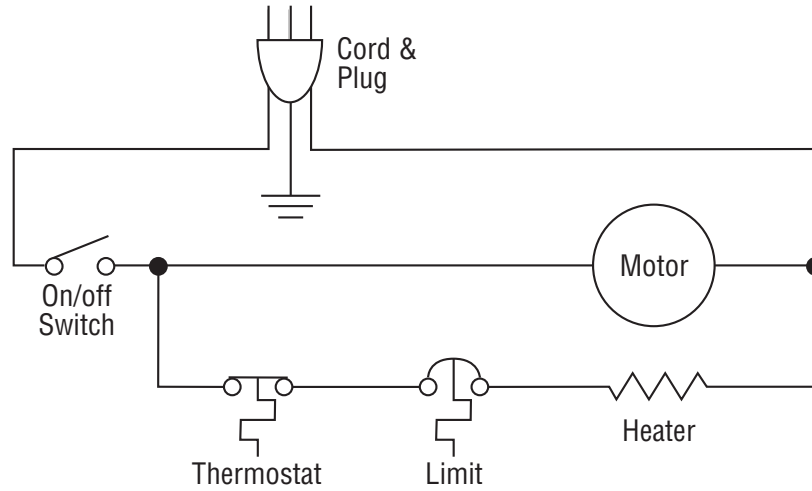 Cord &
Plug
Motor
On/off
Switch
Heater
Thermostat
Limit